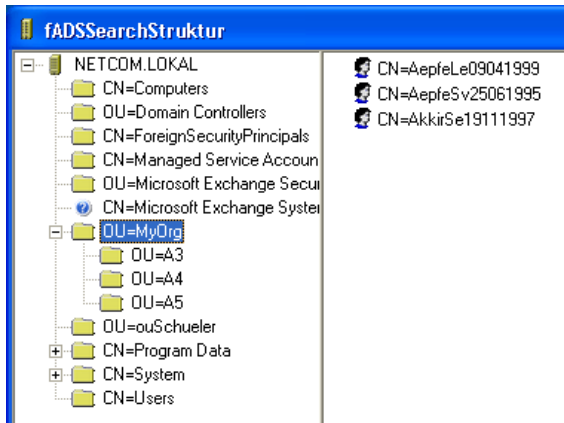 fADSSearchStruktur
NETCOM.LOKAL
CN=Computers
OU=Domain Controllers
CN=ForeignSecurityPrincipals
CN=Managed Service Accoun
OU=Microsoft Exchange Secur
CN=Microsoft Exchange System
OU=MyOrg
OU=A3
OU=A4
OU=A5
OU=ouSchueler
CN=Program Data
CN=System
CN=Users
CN=AepfeLe09041999
CN=AepfeSv25061995
CN=AkkirSe19111997